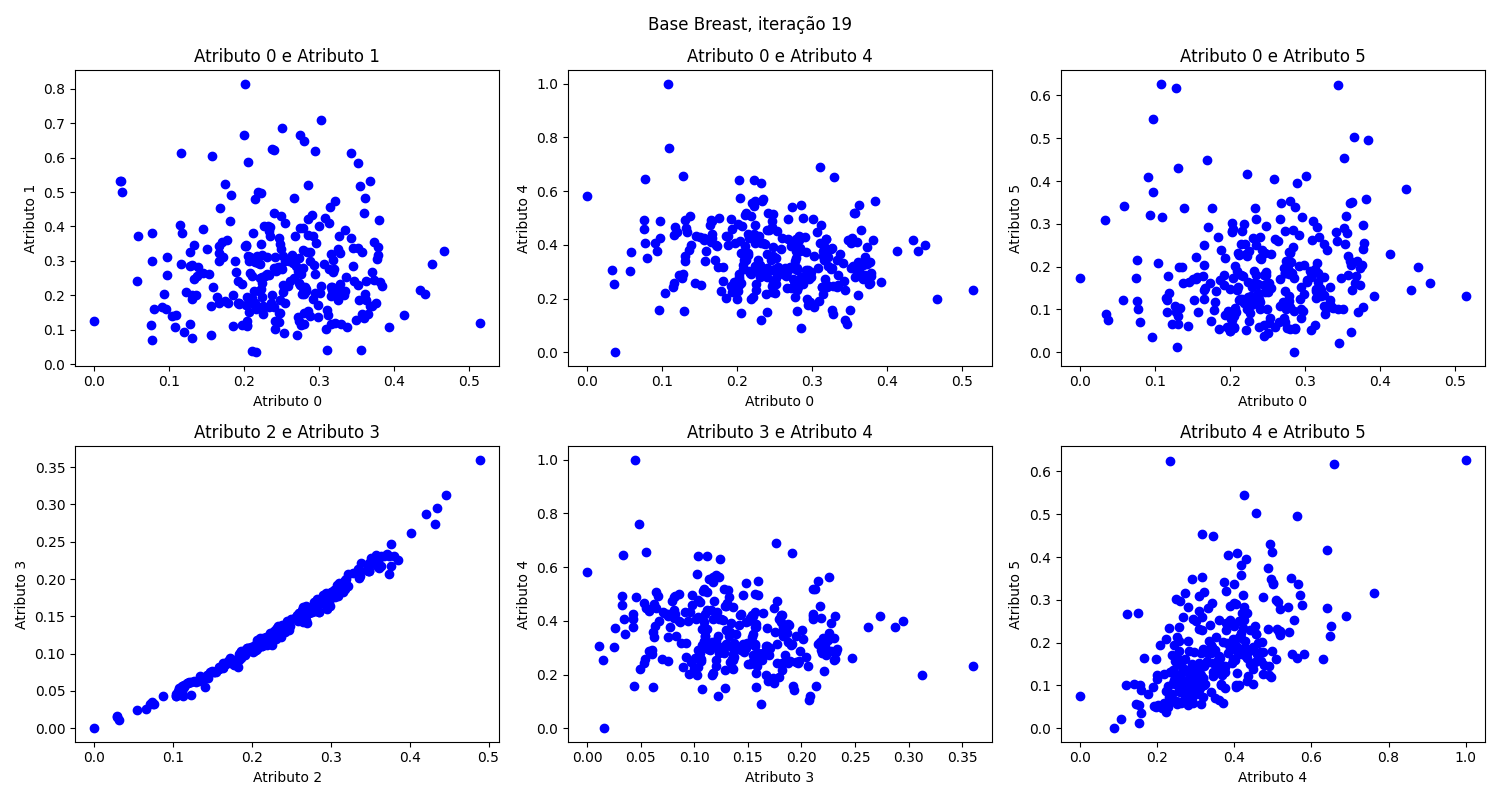 Base Breast, iteração 19
Atributo 0 e Atributo 1
Atributo 1
0.8
0.7
0.6
0.5
0.4
0.3
0.2
0.1
0.0
0.0 0.1 0.2 0.3 0.4 0.5
Atributo 0
Atributo 0 e Atributo 4
Atributo 4
1.0
0.8
0.6
0.4
0.2
0.0
0.0 0.1 0.2 0.3 0.4 0.5
Atributo 0
Atributo 0 e Atributo 5
Atributo 5
0.6
0.5
0.4
0.3
0.2
0.1
0.0
0.0 0.1 0.2 0.3 0.4 0.5
Atributo 0
Atributo 2 e Atributo 3
Atributo 3
0.35
0.30
0.25
0.20
0.15
0.10
0.05
0.00
0.0 0.1 0.2 0.3 0.4 0.5
Atributo 2
Atributo 3 e Atributo 4
Atributo 4
1.0
0.8
0.6
0.4
0.2
0.0
0.00 0.05 0.10 0.15 0.20 0.25 0.30 0.35
Atributo 3
Atributo 4 e Atributo 5
Atributo 5
0.6
0.5
0.4
0.3
0.2
0.1
0.0
0.0 0.2 0.4 0.6 0.8 1.0
Atributo 4